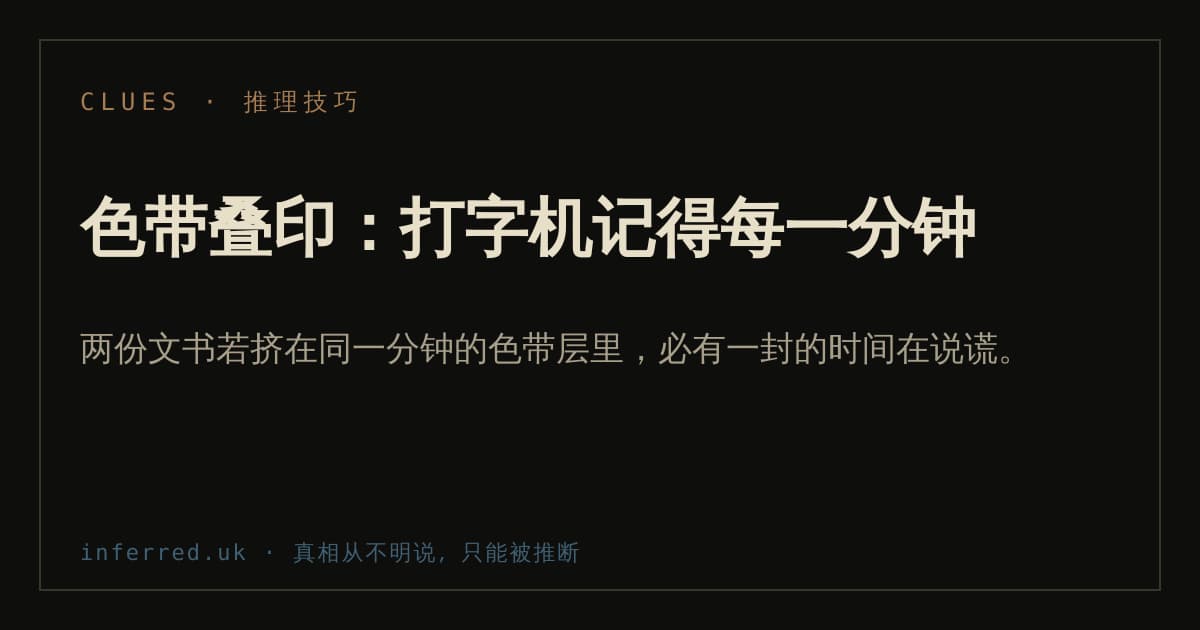 CLUES · 推理技巧
色带叠印：打字机记得每一分钟
两份文书若挤在同一分钟的色带层里，必有一封的时间在说谎。
inferred.uk · 真相从不明说, 只能被推断